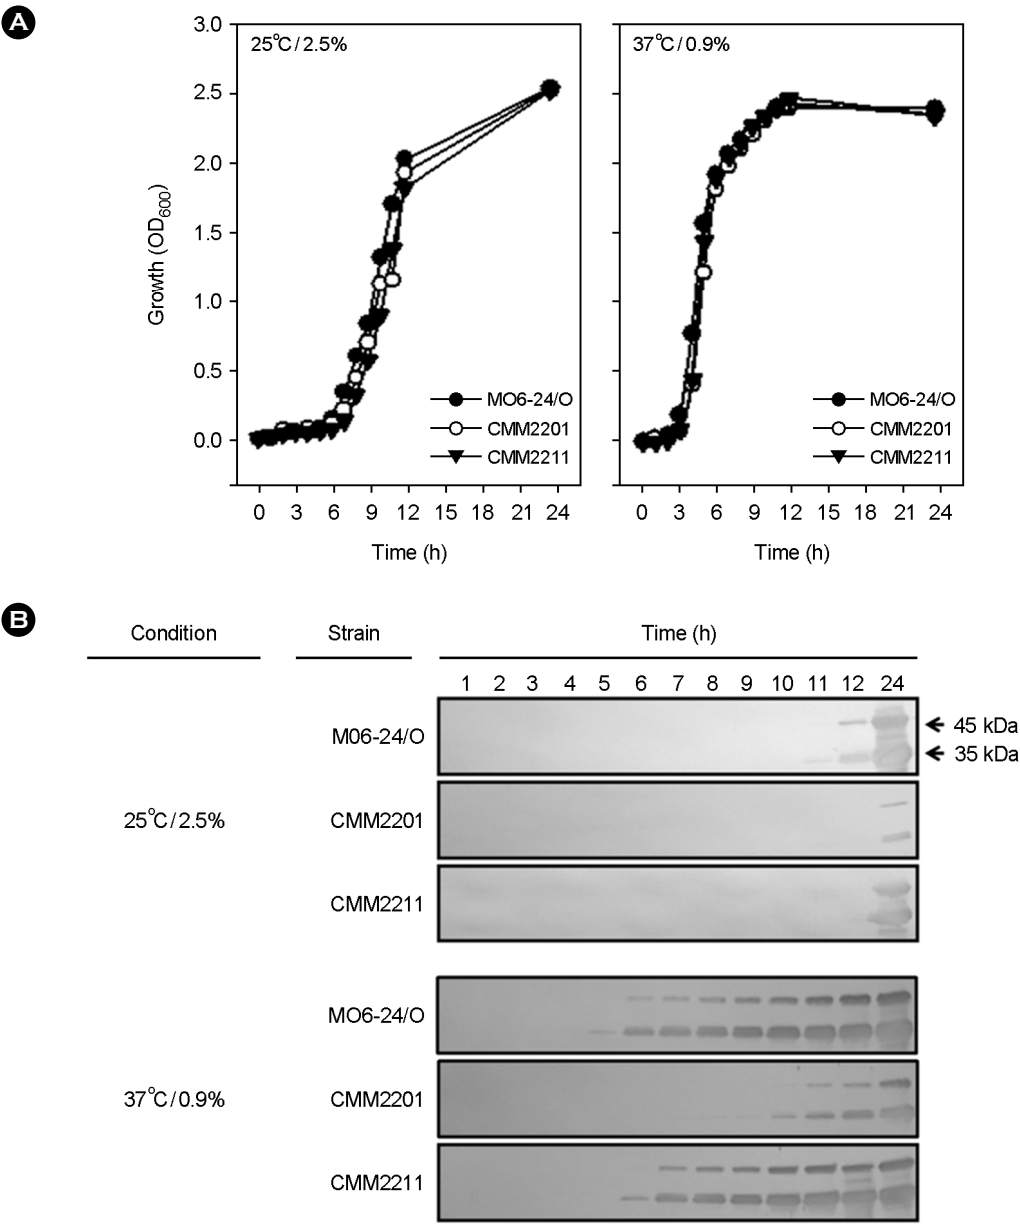 A
3.0
2.5
2.0
1.5
1.0
0.5
0.0
Growth (OD600)
25°C/2.5%
MO6-24/O
CMM2201
CMM2211
0 3 6 9 12 15 18 21 24
Time (h)
37°C/0.9%
MO6-24/O
CMM2201
CMM2211
0 3 6 9 12 15 18 21 24
Time (h)
B
Condition Strain Time (h)
1 2 3 4 5 6 7 8 9 10 11 12 24
M06-24/O
45 kDa
35 kDa
25°C/2.5% CMM2201
CMM2211
MO6-24/O
37°C/0.9% CMM2201
CMM2211